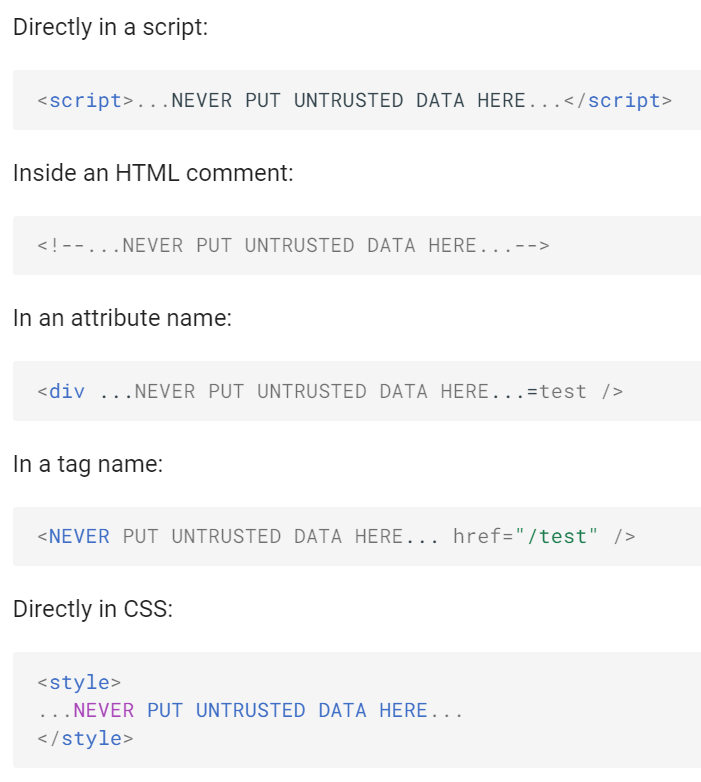 Directly in a script:
<script>...NEVER PUT UNTRUSTED DATA HERE...</script>
Inside an HTML comment:
<!--...NEVER PUT UNTRUSTED DATA HERE...-->
In an attribute name:
<div ...NEVER PUT UNTRUSTED DATA HERE...=test />
In a tag name:
<NEVER PUT UNTRUSTED DATA HERE... href="/test" />
Directly in CSS:
<style>
...NEVER PUT UNTRUSTED DATA HERE...
</style>